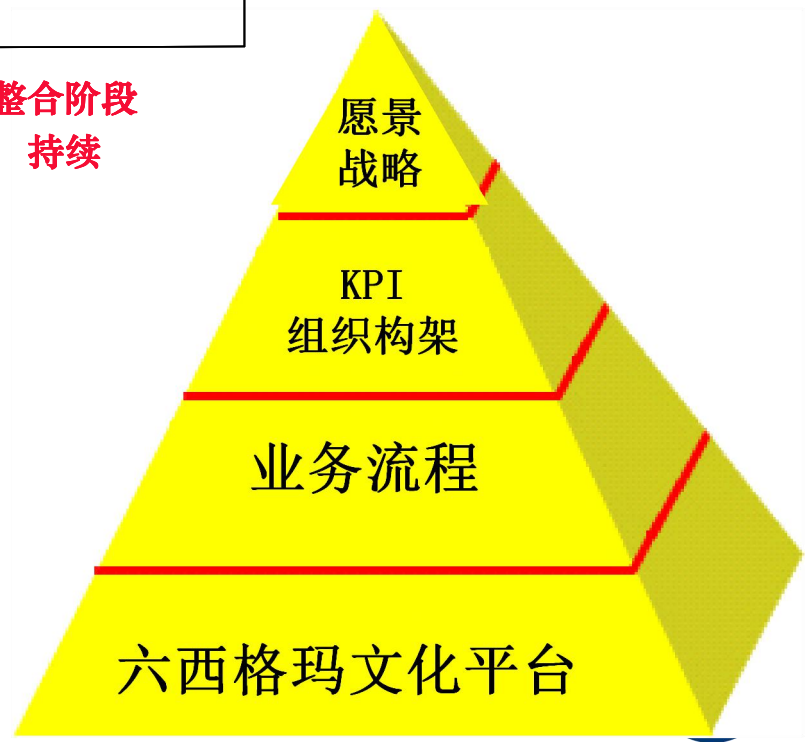 整合阶段
持续
愿景
战略
KPI
组织构架
业务流程
六西格玛文化平台